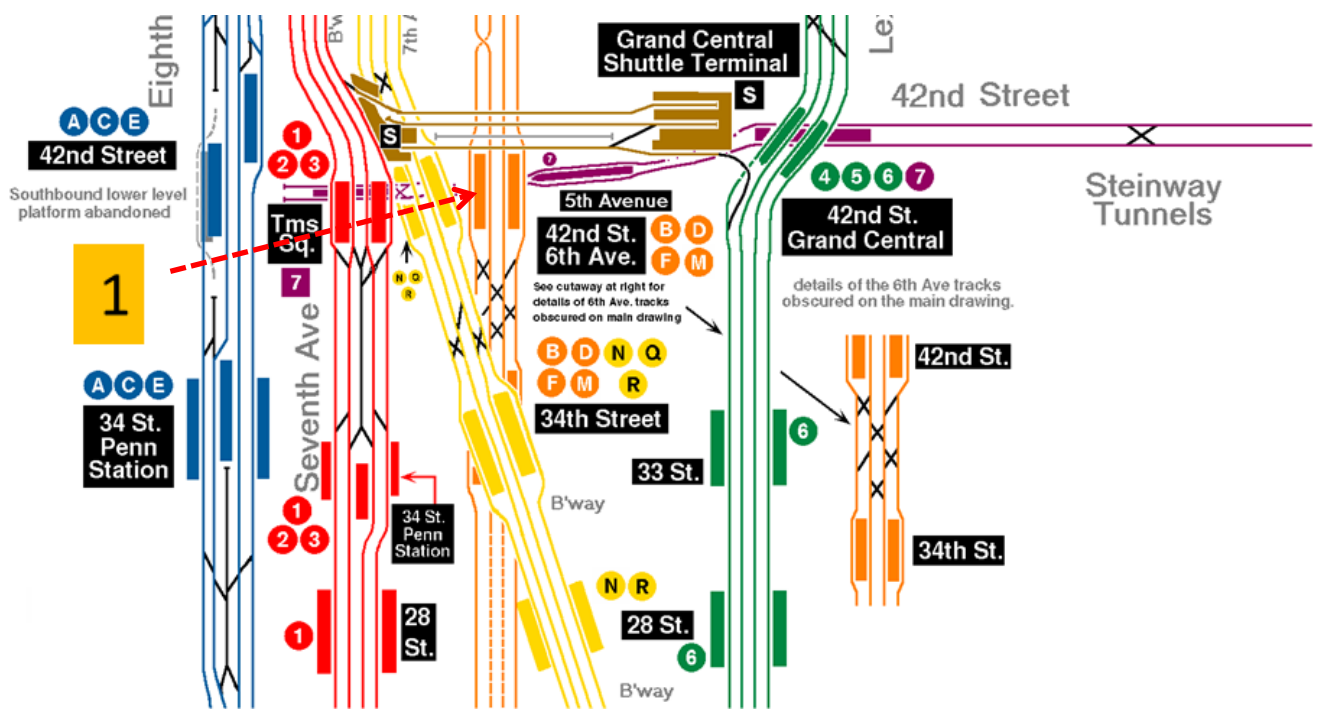 Eighth
B'w
7th A
Lex
Grand Central
Shuttle Terminal
S
42nd Street
A C E
42nd Street
Southbound lower level
platform abandoned
1
2 3
S
7
Tms
Sq.
7
5th Avenue
42nd St.
6th Ave.
B D
F M
4 5 6 7
42nd St.
Grand Central
Steinway
Tunnels
1
N Q
R
See cutaway at right for
details of 6th Ave. tracks
obscured on main drawing
details of the 6th Ave tracks
obscured on the main drawing.
Seventh Ave
A C E
34 St.
Penn
Station
B D N Q
F M R
34th Street
42nd St.
33 St.
6
1
2 3
34 St.
Penn
Station
B'way
34th St.
1
28
St.
N R
28 St.
6
B'way